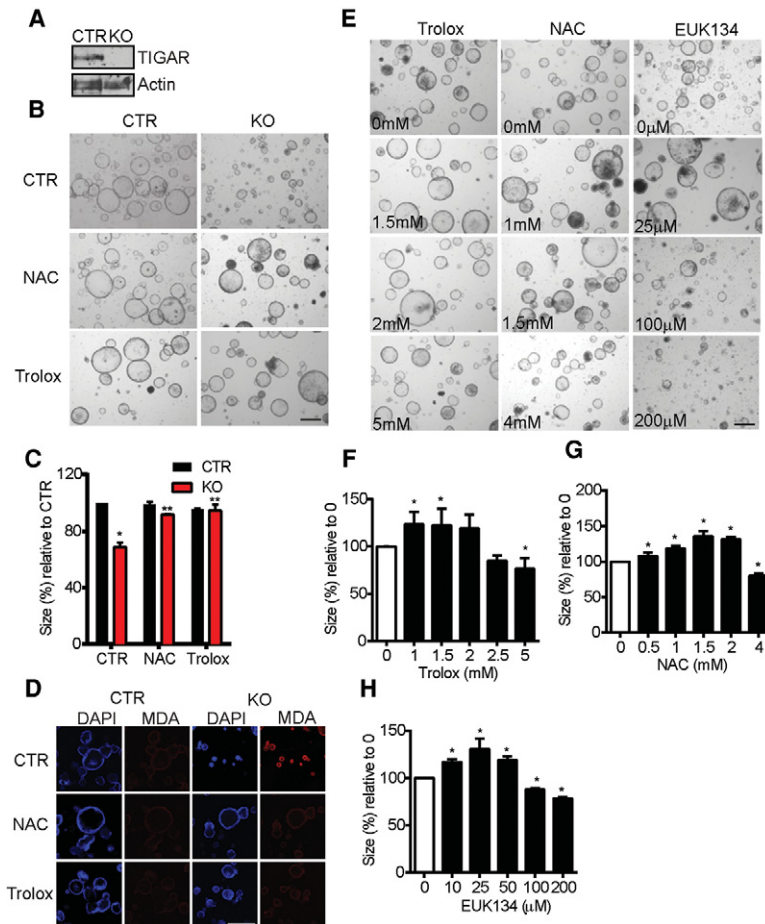 A
CTR KO
TIGAR
Actin
B
CTR KO
CTR
NAC
Trolox
C
Size (%) relative to CTR
120
80
40
0
CTR
KO
*
**
**
CTR NAC Trolox
D
CTR KO
DAPI MDA DAPI MDA
CTR
NAC
Trolox
E
Trolox NAC EUK134
0mM 0mM 0μM
1.5mM 1mM 25μM
2mM 1.5mM 100μM
5mM 4mM 200μM
F
Size (%) relative to 0
150
100
50
0
* * *
0 1 1.5 2 2.5 5
Trolox (mM)
G
Size (%) relative to 0
200
150
100
50
0
* * * * *
0 0.5 1 1.5 2 4
NAC (mM)
H
Size (%) relative to 0
150
100
50
0
* * * * *
0 10 25 50 100 200
EUK134 (μM)